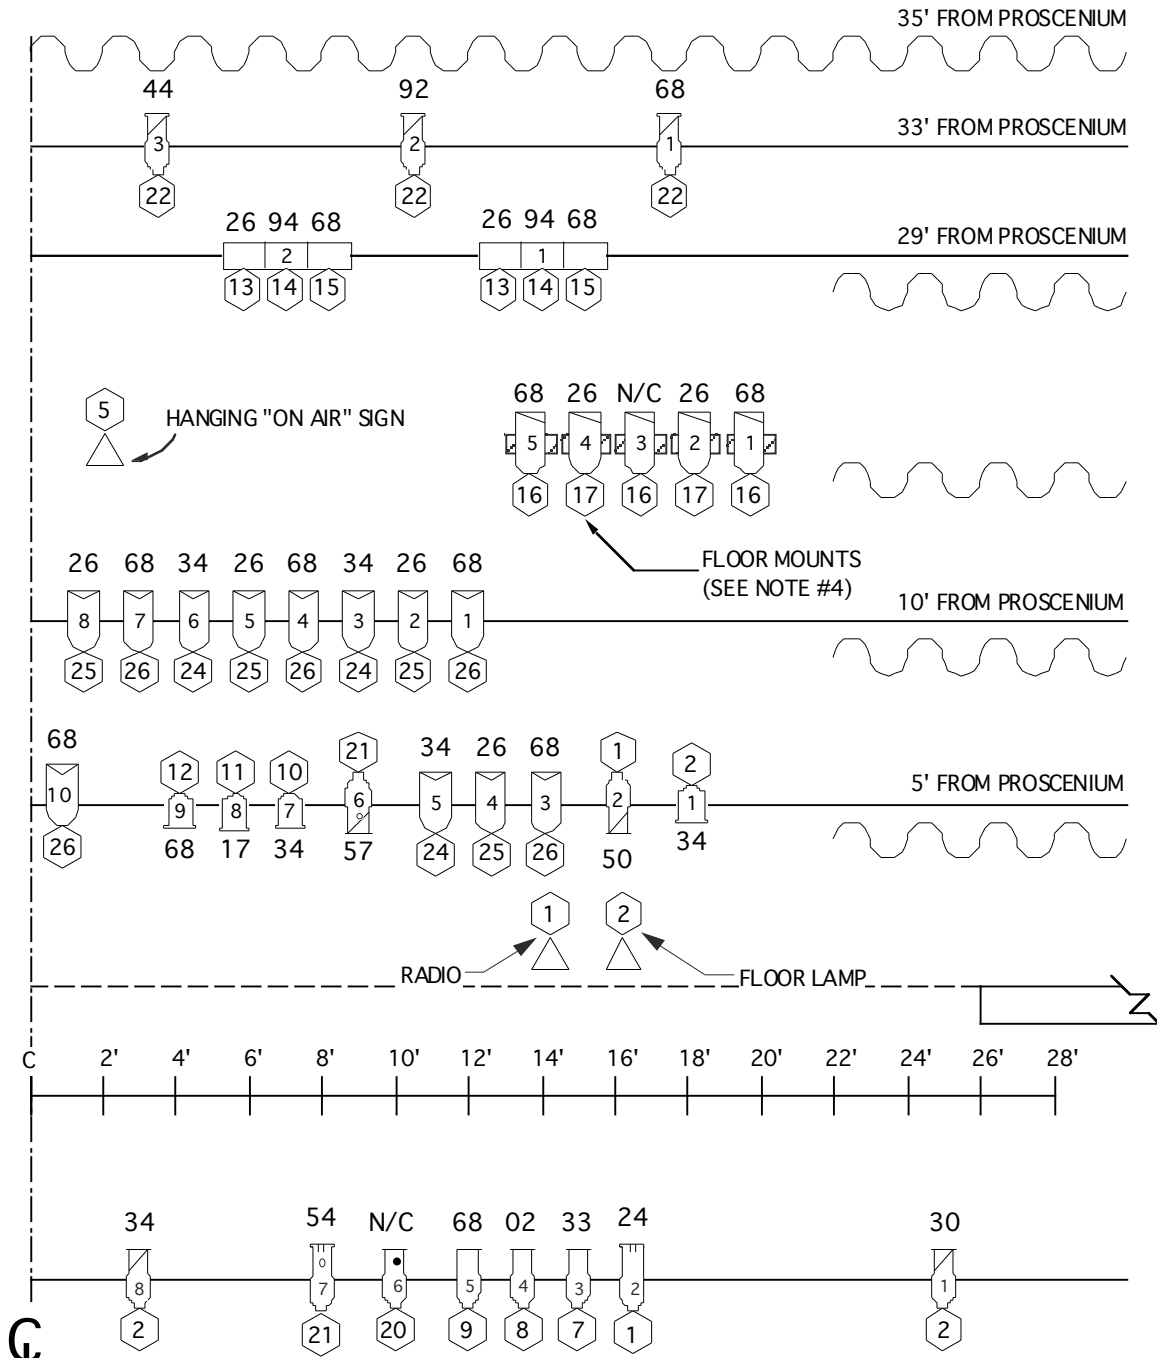 35' FROM PROSCENIUM
44 92 68
33' FROM PROSCENIUM
3 2 1
22 22 22
26 94 68 26 94 68
29' FROM PROSCENIUM
2 1
13 14 15 13 14 15
68 26 N/C 26 68
5
HANGING "ON AIR" SIGN
5 4 3 2 1
16 17 16 17 16
FLOOR MOUNTS
(SEE NOTE #4)
26 68 34 26 68 34 26 68
10' FROM PROSCENIUM
8 7 6 5 4 3 2 1
25 26 24 25 26 24 25 26
68 21 34 26 68 1 2
12 11 10
5' FROM PROSCENIUM
10 9 8 7 6 5 4 3 2 1
26 68 17 34 57 24 25 26 50 34
1 2
RADIO
FLOOR LAMP
C 2' 4' 6' 8' 10' 12' 14' 16' 18' 20' 22' 24' 26' 28'
34 54 N/C 68 02 33 24 30
8 7 6 5 4 3 2 1
2 21 20 9 8 7 1 2
℄